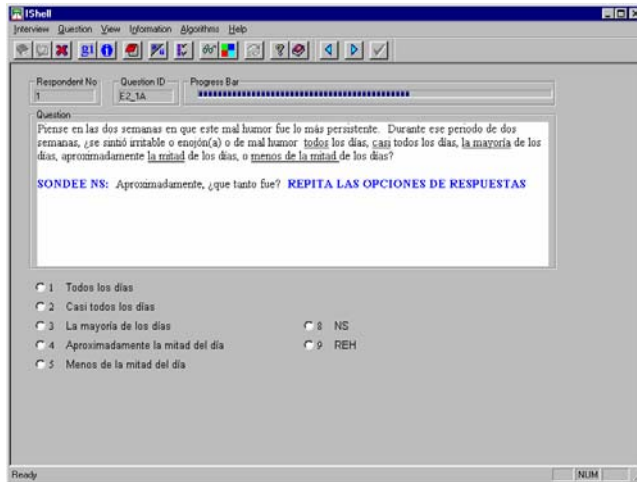 IShell
Interview Question View Information Algorithms Help
Respondent No
1
Question ID
E2_1A
Progress Bar
Question
Piense en las dos semanas en que este mal humor fue lo más persistente. Durante ese periodo de dos
semanas, ¿se sintió irritable o enojón(a) o de mal humor todos los días, casi todos los días, la mayoría de los
días, aproximadamente la mitad de los días, o menos de la mitad de los días?
SONDEE NS: Aproximadamente, ¿que tanto fue? REPITA LAS OPCIONES DE RESPUESTAS
1 Todos los días
2 Casi todos los días
3 La mayoría de los días
8 NS
4 Aproximadamente la mitad del día
9 REH
5 Menos de la mitad del día
Ready
NUM